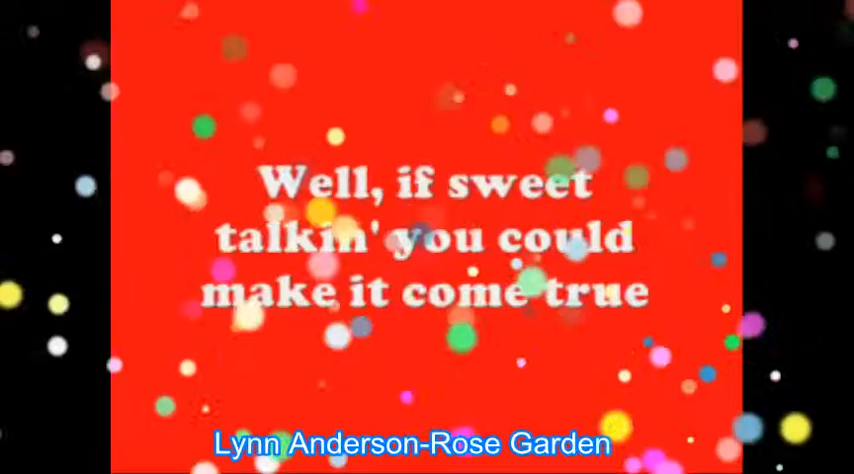 Well, if sweet
talkin' you could
make it come true
Lynn Anderson-Rose Garden